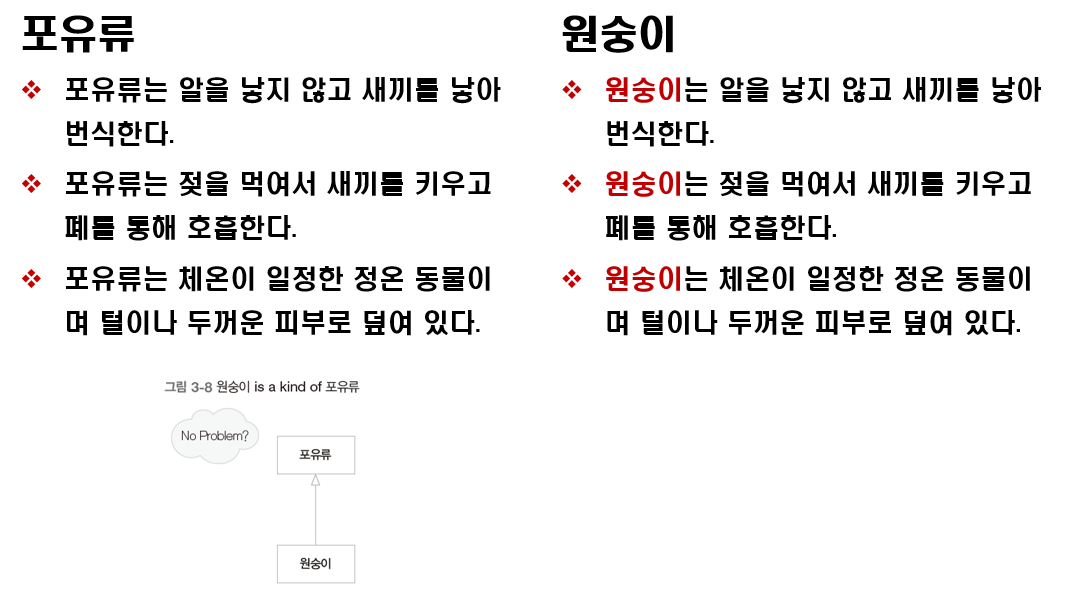 포유류
포유류는 알을 낳지 않고 새끼를 낳아
번식한다.
포유류는 젖을 먹여서 새끼를 키우고
폐를 통해 호흡한다.
포유류는 체온이 일정한 정온 동물이
며 털이나 두꺼운 피부로 덮여 있다.
원숭이
원숭이는 알을 낳지 않고 새끼를 낳아
번식한다.
원숭이는 젖을 먹여서 새끼를 키우고
폐를 통해 호흡한다.
원숭이는 체온이 일정한 정온 동물이
며 털이나 두꺼운 피부로 덮여 있다.
그림 3-8 원숭이 is a kind of 포유류
No Problem?
포유류
원숭이